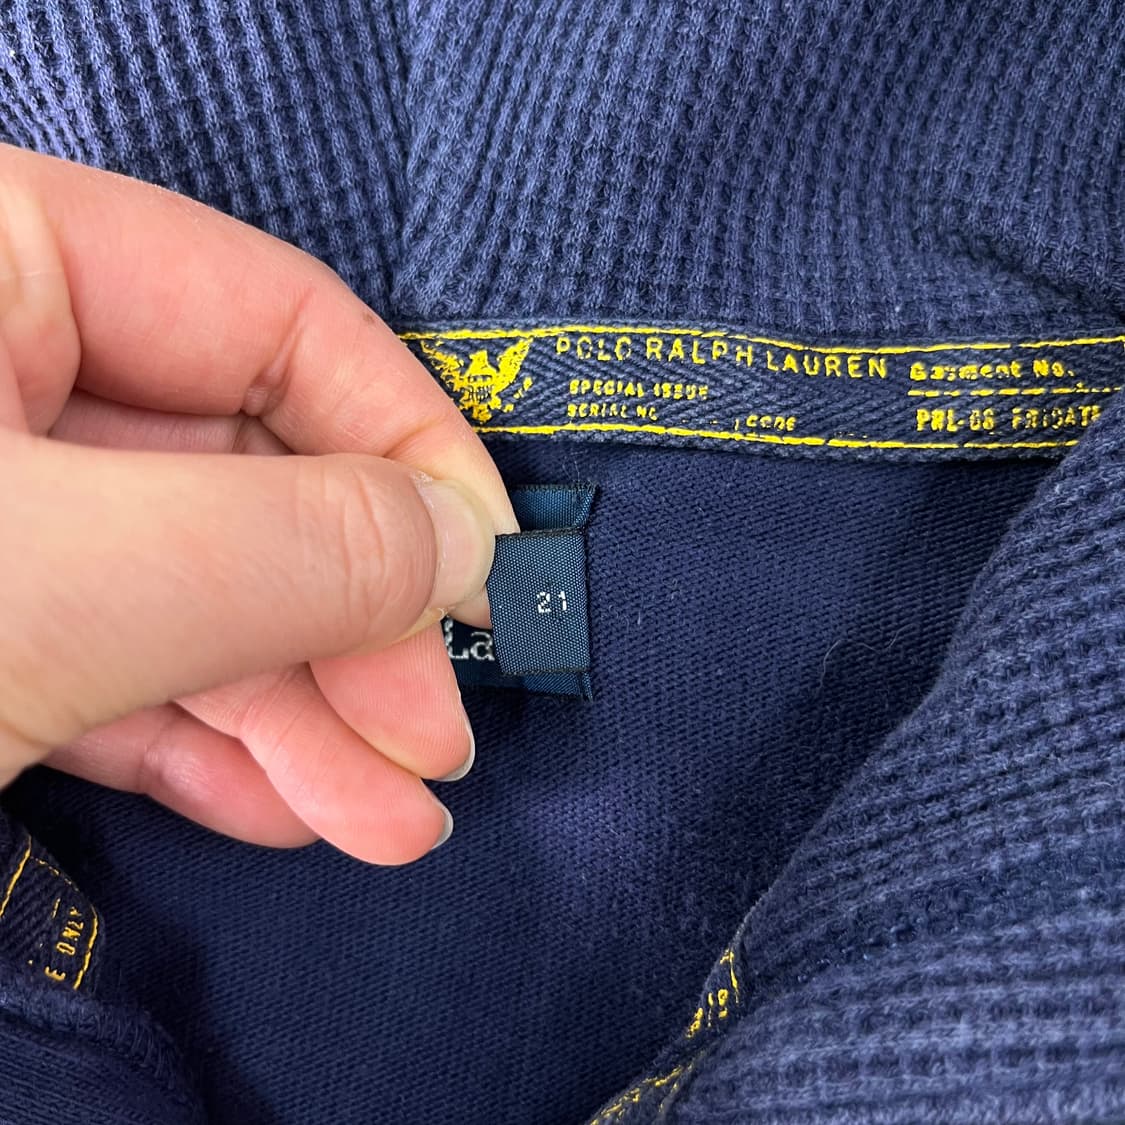 POLO RALPH LAUREN
SPECIAL ISSUE
SERIAL NO
CODE
Garment No.
PRL-08 FRIGATE
21
La
E ONLY